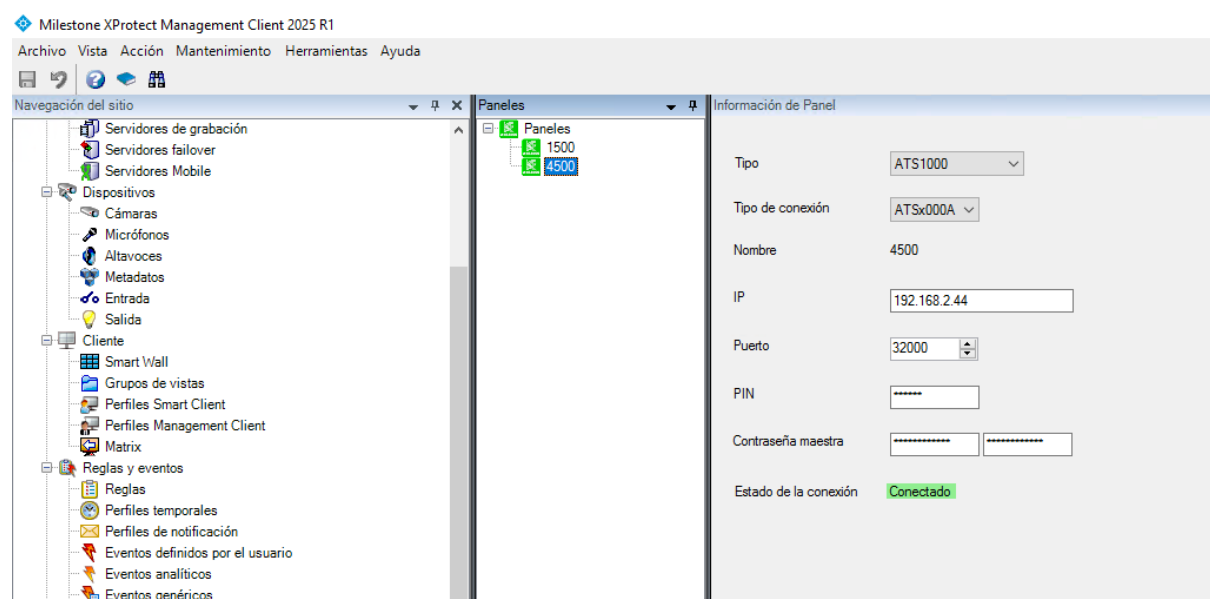 Milestone XProtect Management Client 2025 R1
Archivo Vista Acción Mantenimiento Herramientas Ayuda
Navegación del sitio
Servidores de grabación
Servidores failover
Servidores Mobile
Dispositivos
Cámaras
Micrófonos
Altavoces
Metadatos
Entrada
Salida
Cliente
Smart Wall
Grupos de vistas
Perfiles Smart Client
Perfiles Management Client
Matrix
Reglas y eventos
Reglas
Perfiles temporales
Perfiles de notificación
Eventos definidos por el usuario
Eventos analíticos
Eventos genéricos
Paneles
Paneles
1500
4500
Información de Panel
Tipo ATS1000
Tipo de conexión ATSx000A
Nombre 4500
IP 192.168.2.44
Puerto 32000
PIN ******
Contraseña maestra ************ ************
Estado de la conexión Conectado